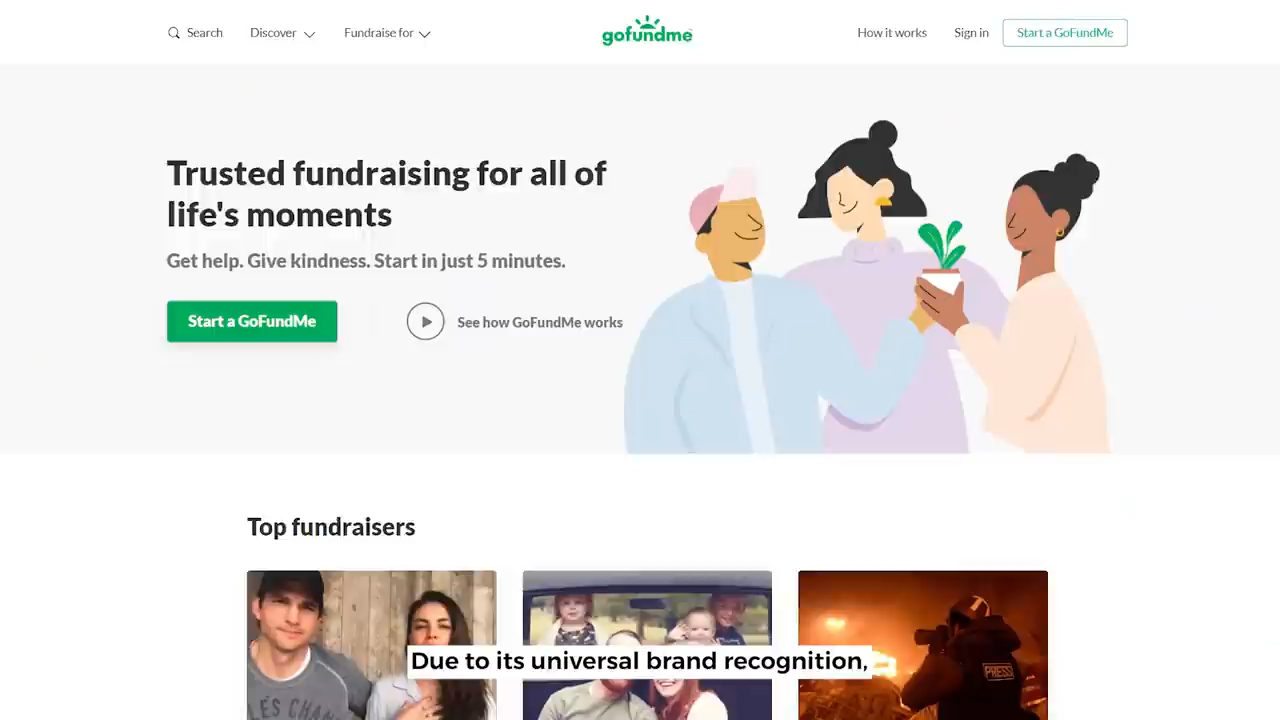 Search
Discover
Fundraise for
gofundme
How it works
Sign in
Start a GoFundMe
Trusted fundraising for all of
life's moments
Get help. Give kindness. Start in just 5 minutes.
Start a GoFundMe
See how GoFundMe works
Top fundraisers
PRESS
Due to its universal brand recognition,